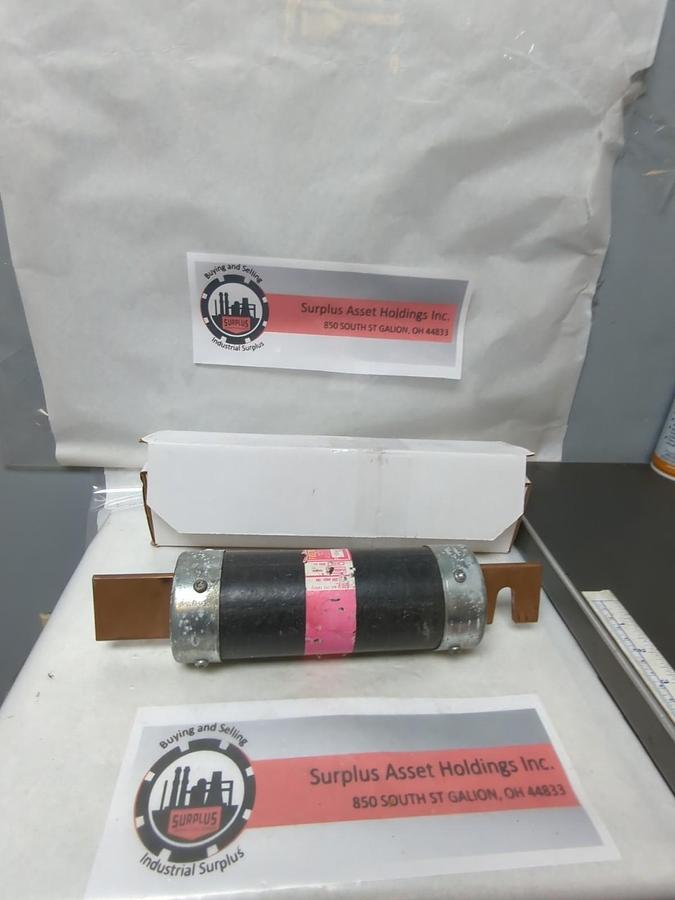 Buying and Selling
SURPLUS
Industrial Surplus
Surplus Asset Holdings Inc.
850 SOUTH ST GALION, OH 44833
Buying and Selling
SURPLUS
Industrial Surplus
Surplus Asset Holdings Inc.
850 SOUTH ST GALION, OH 44833